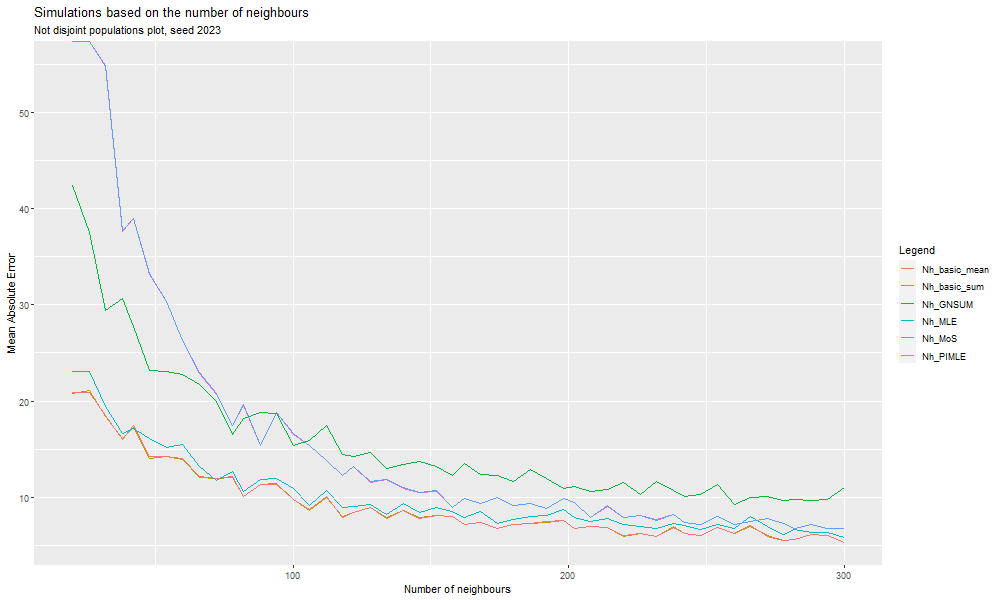 Simulations based on the number of neighbours
Not disjoint populations plot, seed 2023
Mean Absolute Error
50
40
30
20
10
100
200
300
Number of neighbours
Legend
Nh_basic_mean
Nh_basic_sum
Nh_GNSUM
Nh_MLE
Nh_MoS
Nh_PIMLE